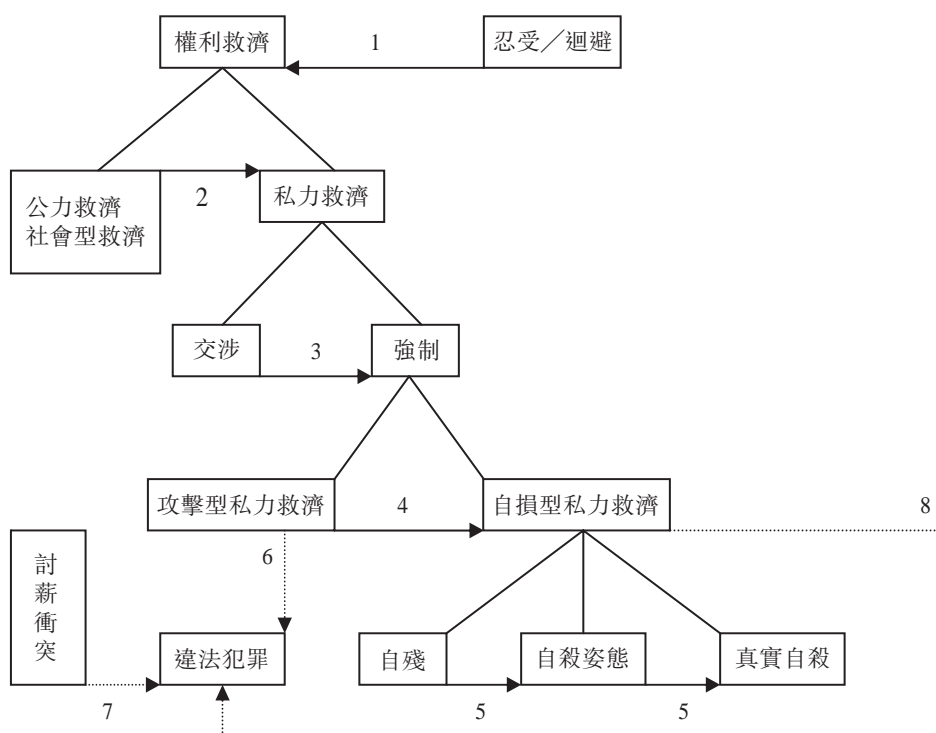 權利救濟
1
忍受／迴避
公力救濟
社會型救濟
2
私力救濟
交涉
3
強制
攻擊型私力救濟
4
自損型私力救濟
8
討薪衝突
6
違法犯罪
自殘
自殺姿態
真實自殺
7
5
5